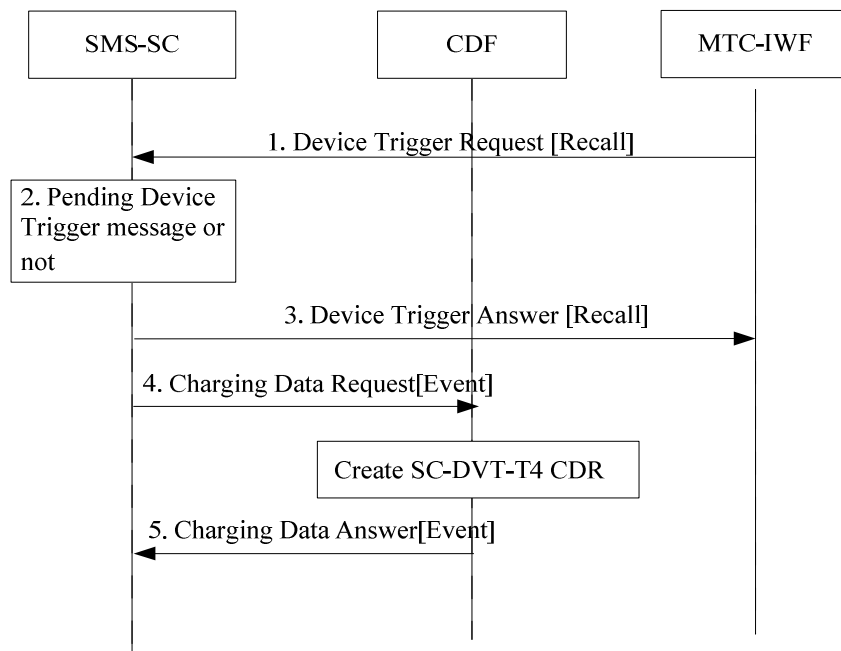 SMS-SC
CDF
MTC-IWF
1. Device Trigger Request [Recall]
2. Pending Device
Trigger message or
not
3. Device Trigger Answer [Recall]
4. Charging Data Request[Event]
Create SC-DVT-T4 CDR
5. Charging Data Answer[Event]